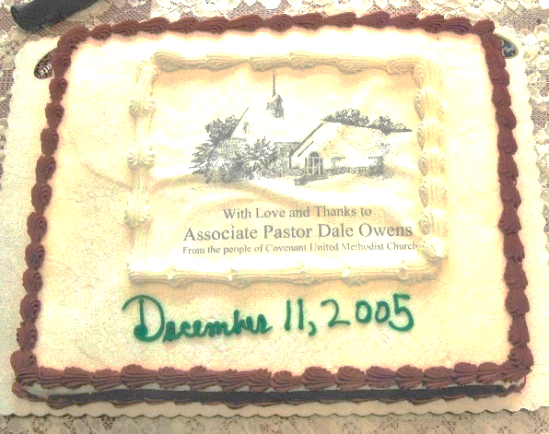 With Love and Thanks to
Associate Pastor Dale Owens
From the people of Covenant United Methodist Church
December 11, 2005